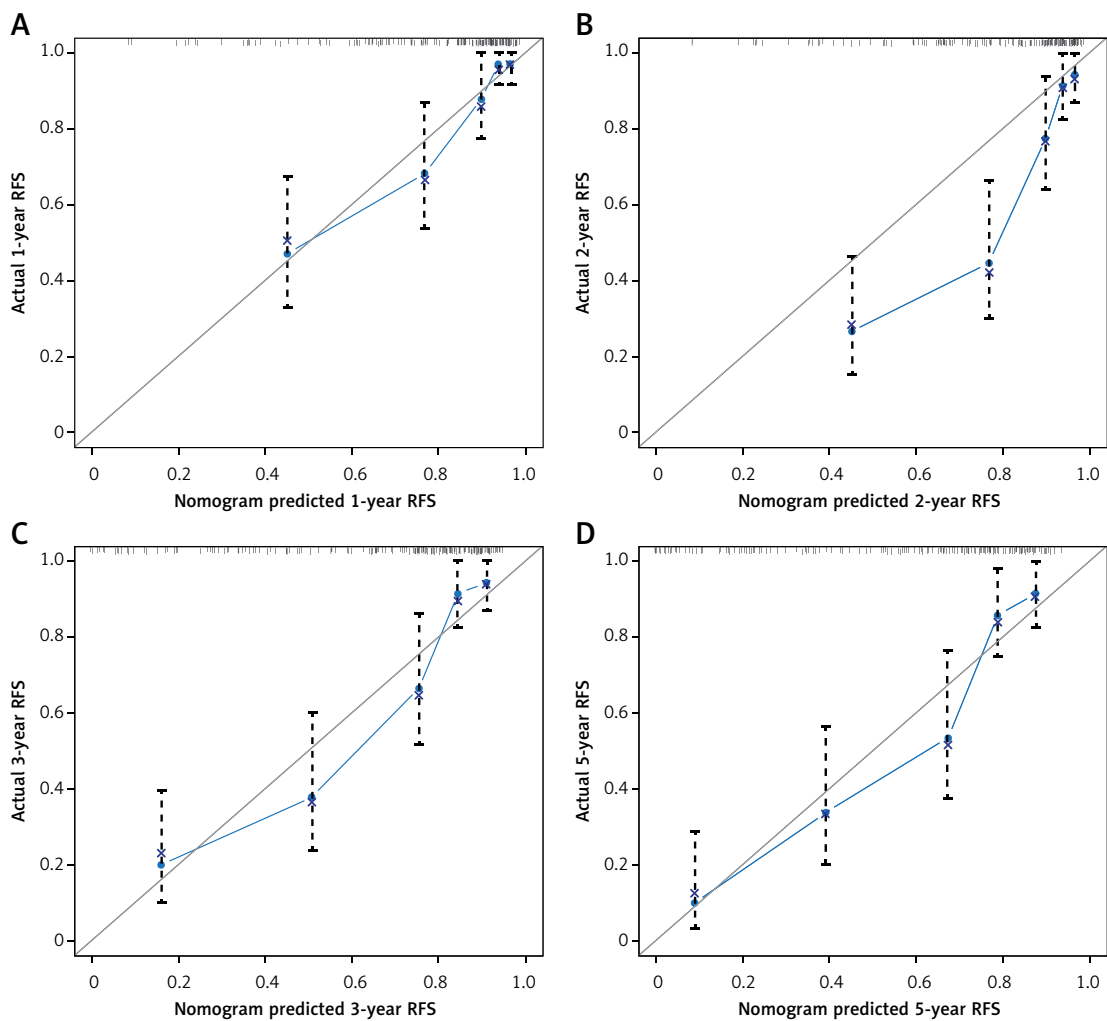 A
1.0
0.8
0.6
0.4
0.2
0
Actual 1-year RFS
0 0.2 0.4 0.6 0.8 1.0
Nomogram predicted 1-year RFS
B
1.0
0.8
0.6
0.4
0.2
0
Actual 2-year RFS
0 0.2 0.4 0.6 0.8 1.0
Nomogram predicted 2-year RFS
C
1.0
0.8
0.6
0.4
0.2
0
Actual 3-year RFS
0 0.2 0.4 0.6 0.8 1.0
Nomogram predicted 3-year RFS
D
1.0
0.8
0.6
0.4
0.2
0
Actual 5-year RFS
0 0.2 0.4 0.6 0.8 1.0
Nomogram predicted 5-year RFS